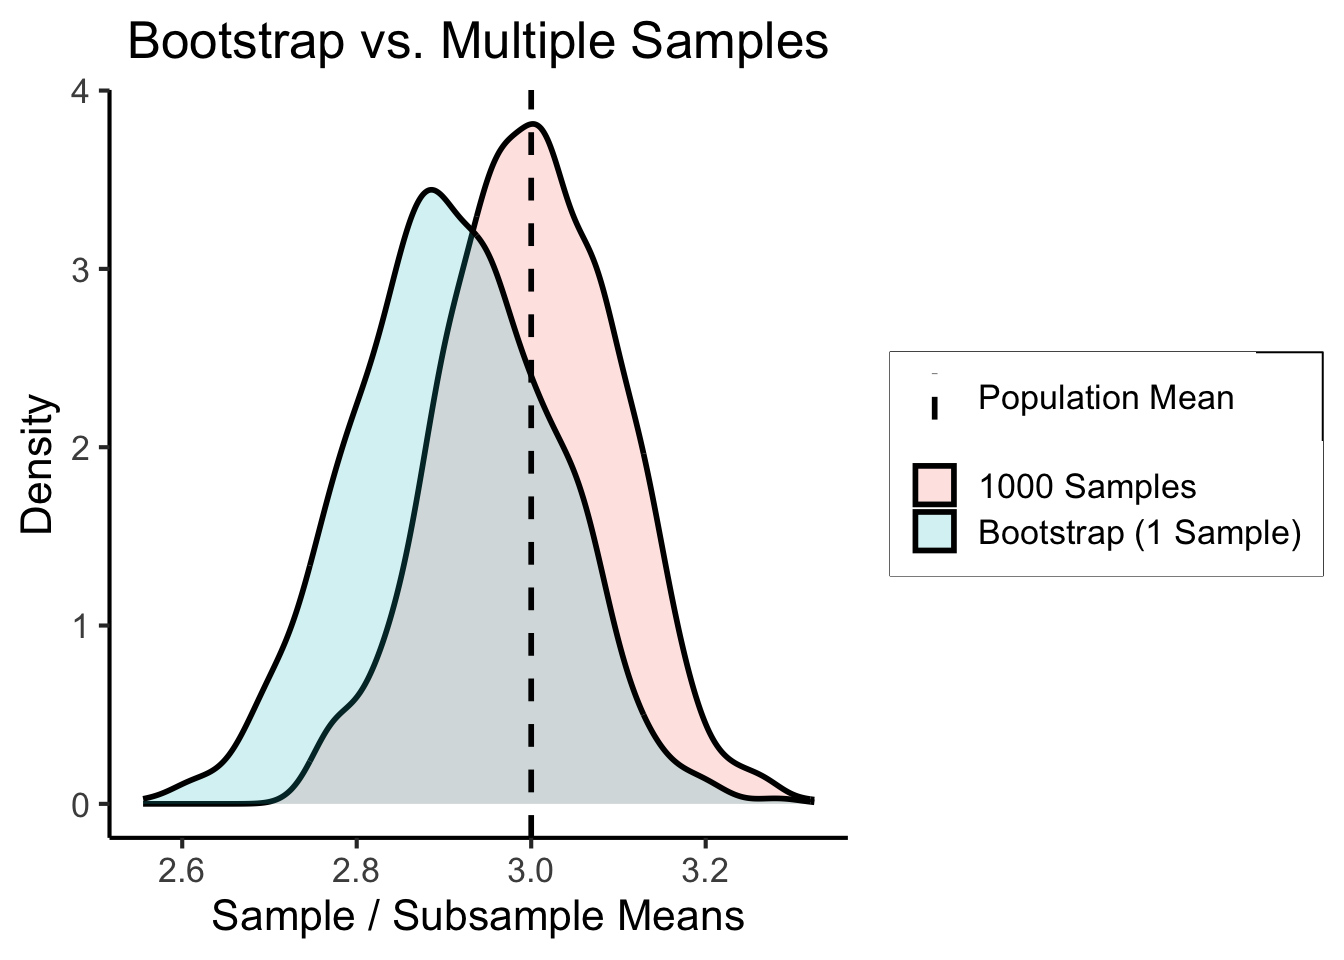 Bootstrap vs. Multiple Samples
4
3
2
1
0
Density
2.6 2.8 3.0 3.2
Sample / Subsample Means
Population Mean
1000 Samples
Bootstrap (1 Sample)